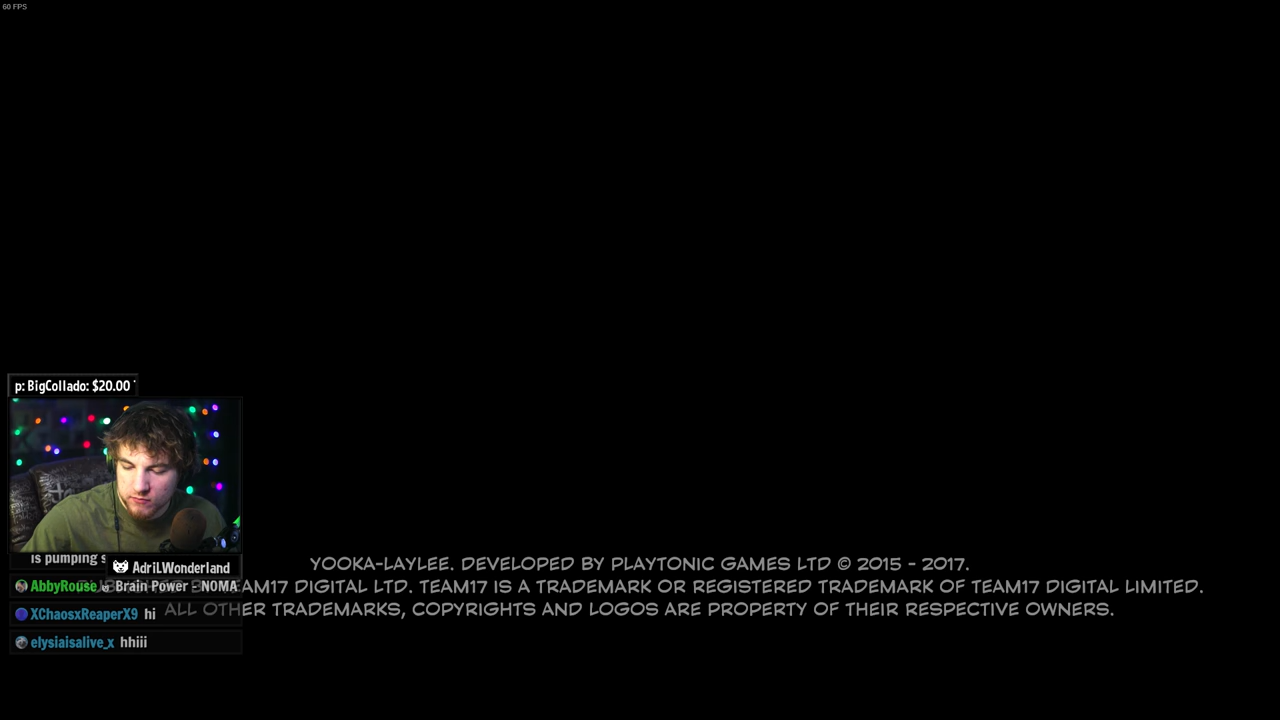 60 FPS
p: BigCollado: $20.00
is pumping s
AdriLWonderland
AbbyRouse
Brain Power - NOMA
XChaosxReaperX9 hi
elysiaisalive_x hhiii
YOOKA-LAYLEE. DEVELOPED BY PLAYTONIC GAMES LTD © 2015 - 2017.
TEAM17 DIGITAL LTD. TEAM17 IS A TRADEMARK OR REGISTERED TRADEMARK OF TEAM17 DIGITAL LIMITED.
ALL OTHER TRADEMARKS, COPYRIGHTS AND LOGOS ARE PROPERTY OF THEIR RESPECTIVE OWNERS.